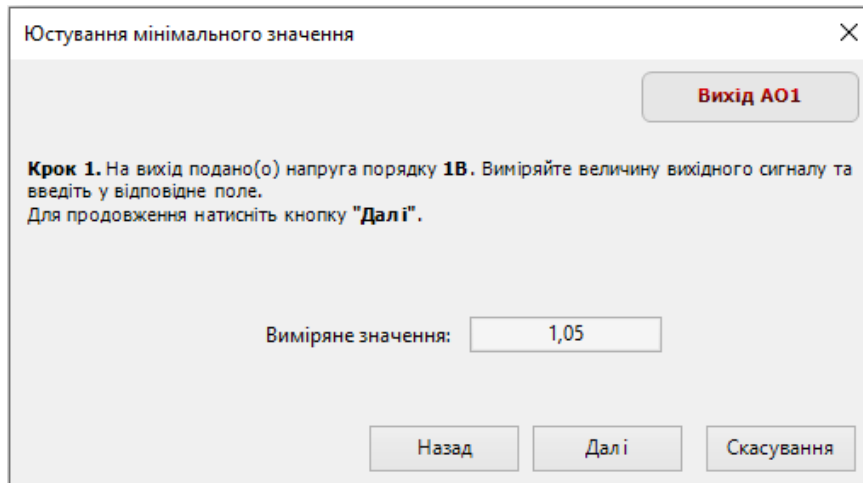 Юстування мінімального значення
Вихід АО1
Крок 1. На вихід подано(о) напруга порядку 1В. Виміряйте величину вихідного сигналу та
введіть у відповідне поле.
Для продовження натисніть кнопку "Далі".
Виміряне значення: 1,05
Назад Далі Скасування